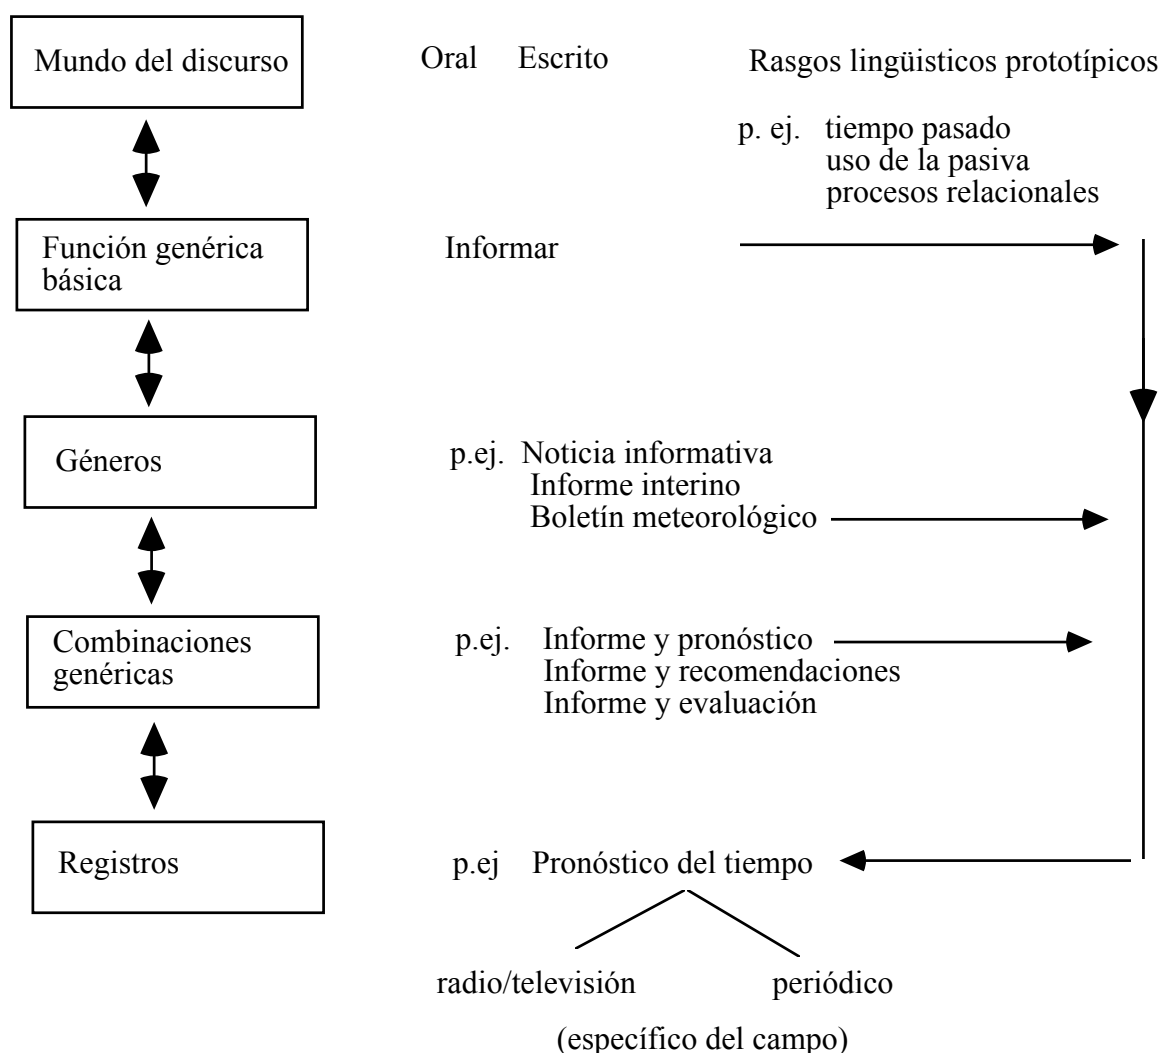 Mundo del discurso
Oral Escrito
Rasgos lingüisticos prototípicos
p. ej. tiempo pasado
uso de la pasiva
procesos relacionales
Función genérica
básica
Informar
Géneros
p.ej. Noticia informativa
Informe interino
Boletín meteorológico
Combinaciones
genéricas
p.ej. Informe y pronóstico
Informe y recomendaciones
Informe y evaluación
Registros
p.ej Pronóstico del tiempo
radio/televisión
periódico
(específico del campo)